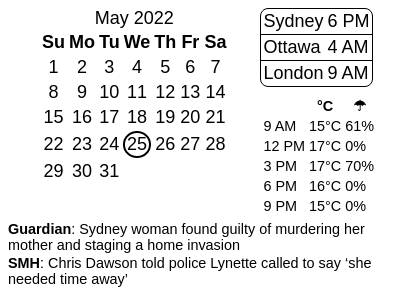 May 2022
Su Mo Tu We Th Fr Sa
1 2 3 4 5 6 7
8 9 10 11 12 13 14
15 16 17 18 19 20 21
22 23 24 25 26 27 28
29 30 31
Sydney 6 PM
Ottawa 4 AM
London 9 AM
°C ☂
9 AM 15°C 61%
12 PM 17°C 0%
3 PM 17°C 70%
6 PM 16°C 0%
9 PM 15°C 0%
Guardian: Sydney woman found guilty of murdering her
mother and staging a home invasion
SMH: Chris Dawson told police Lynette called to say ‘she
needed time away’